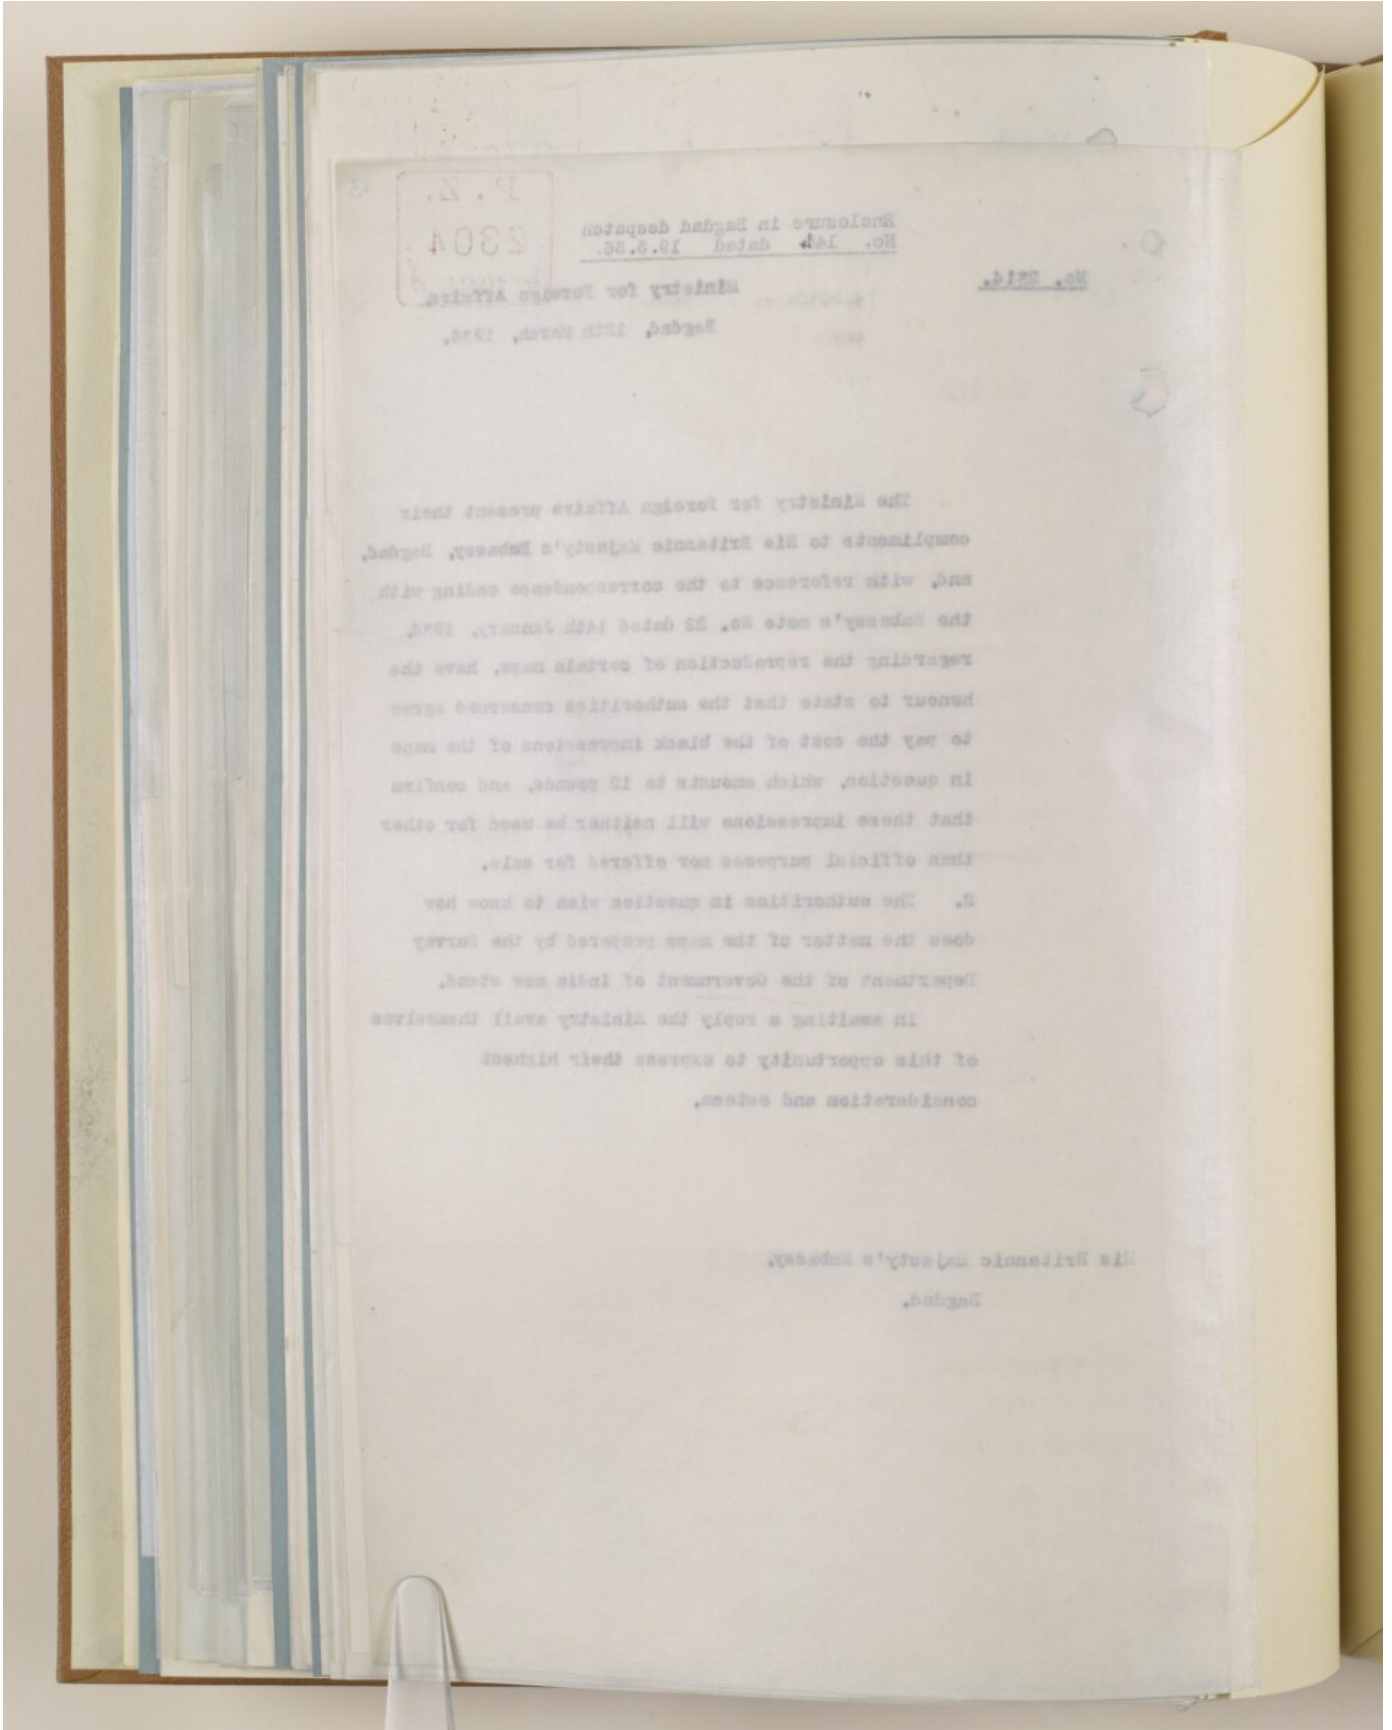 P. Z.
2304
Enclosure in Bagdad despatch
No. 144 dated 19.3.36.
No. 2514.
Ministry for Foreign Affairs,
Bagdad, 12th March, 1936.
The Ministry for Foreign Affairs present their
compliments to His Britannic Majesty's Embassy, Bagdad,
and, with reference to the correspondence ending with
the Embassy's note No. 22 dated 14th January, 1936,
regarding the reproduction of certain maps, have the
honour to state that the authorities concerned agree
to pay the cost of the black impressions of the maps
in question, which amounts to 12 pounds, and confirm
that these impressions will neither be used for other
than official purposes nor offered for sale.
2. The authorities in question wish to know how
does the matter of the maps prepared by the Survey
Department of the Government of India now stand.
In awaiting a reply the Ministry avail themselves
of this opportunity to express their highest
consideration and esteem.
His Britannic Majesty's Embassy,
Bagdad.